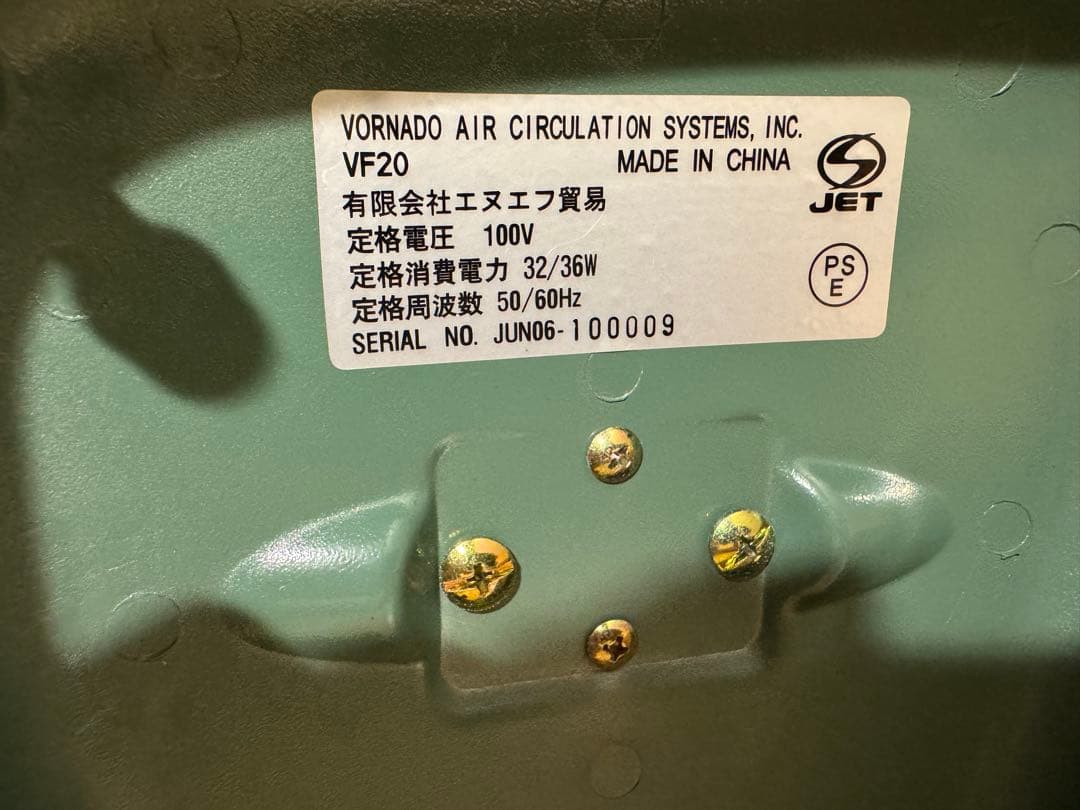 VORNADO AIR CIRCULATION SYSTEMS, INC.
VF20 MADE IN CHINA
JET
有限会社エヌエフ貿易
定格電圧 100V
定格消費電力 32/36W
PS
E
定格周波数 50/60Hz
SERIAL NO. JUN06-100009